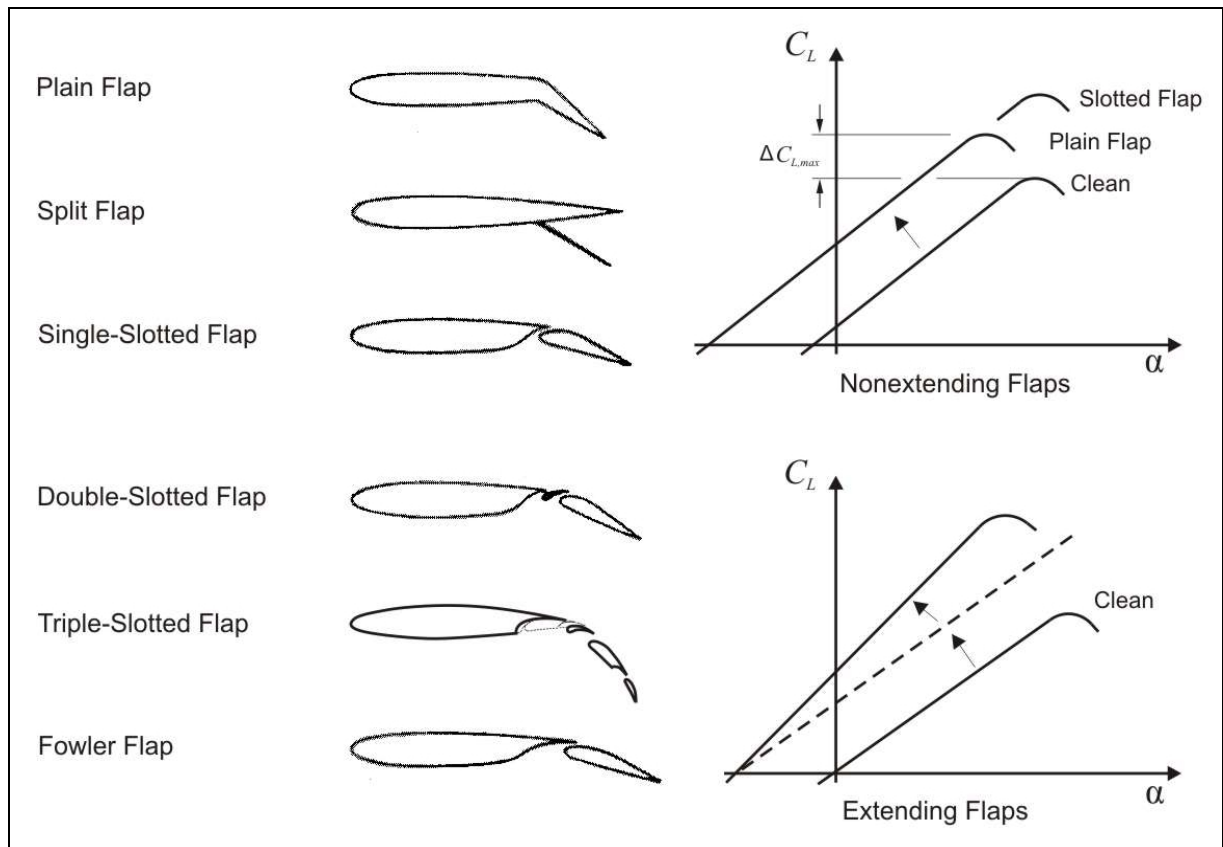 Plain Flap
Split Flap
Single-Slotted Flap
Double-Slotted Flap
Triple-Slotted Flap
Fowler Flap
C_L
Slotted Flap
Plain Flap
ΔC_{L,max}
Clean
α
Nonextending Flaps
C_L
Clean
α
Extending Flaps